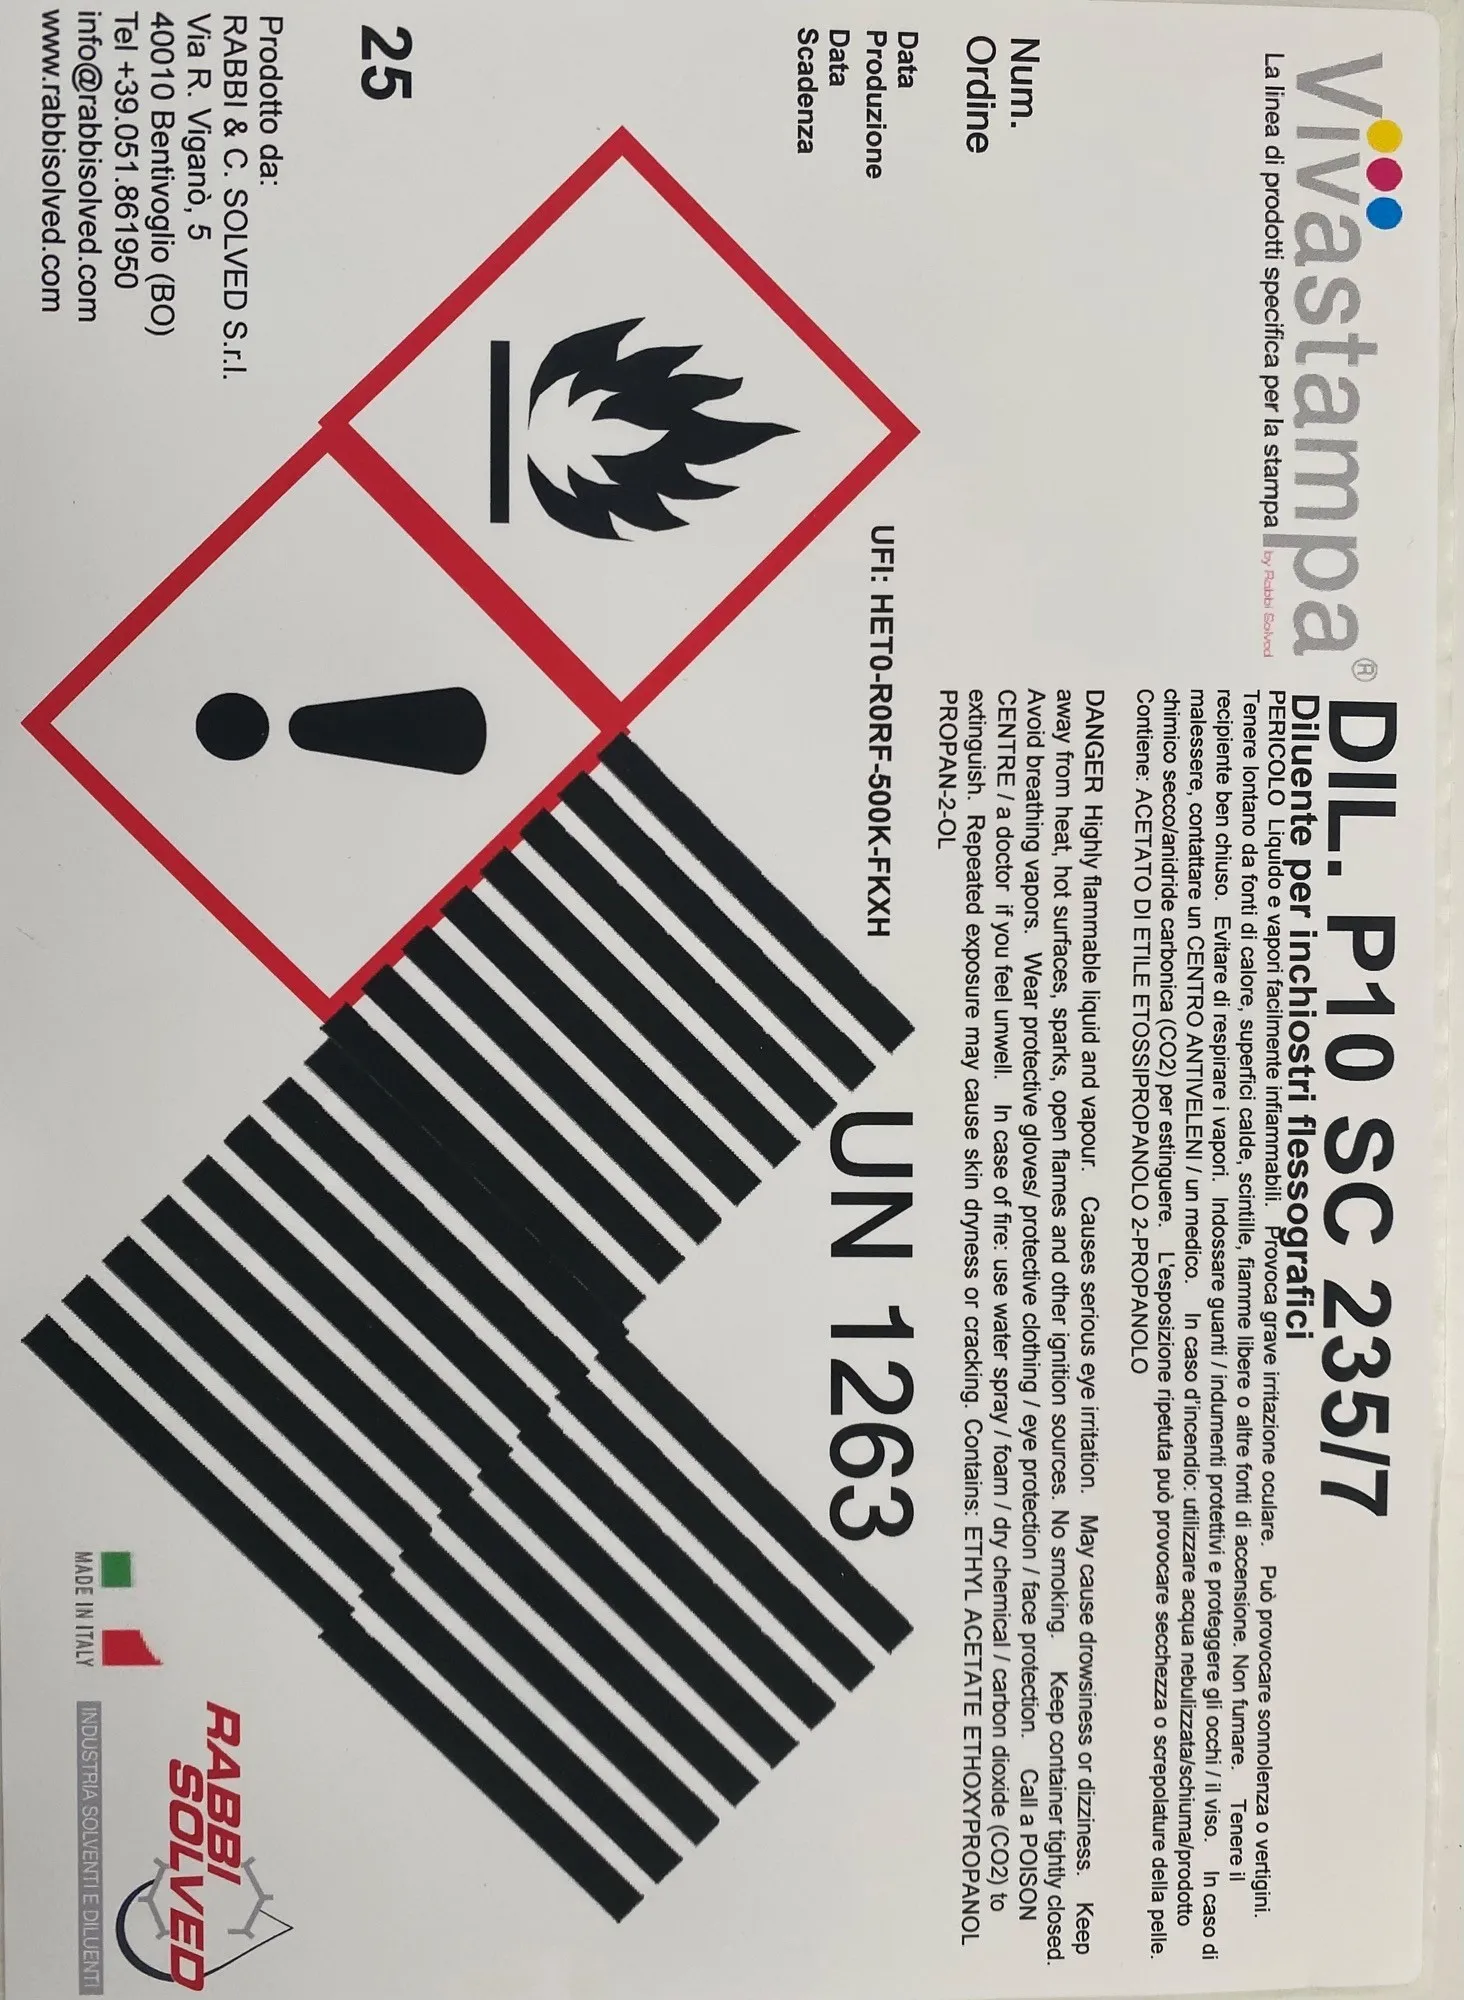 Vivastampa®
La linea di prodotti specifica per la stampa by Rabbi Solved
DIL. P10 SC 235/7
Diluente per inchiostri flessografici
PERICOLO Liquido e vapori facilmente infiammabili. Provoca grave irritazione oculare. Può provocare sonnolenza o vertigini.
Tenere lontano da fonti di calore, superfici calde, scintille, fiamme libere o altre fonti di accensione. Non fumare. Tenere il
recipiente ben chiuso. Evitare di respirare i vapori. Indossare guanti / indumenti protettivi e proteggere gli occhi / il viso. In caso di
malessere, contattare un CENTRO ANTIVELENI / un medico. In caso d'incendio: utilizzare acqua nebulizzata/schiuma/prodotto
chimico secco/anidride carbonica (CO2) per estinguere. L'esposizione ripetuta può provocare secchezza o screpolature della pelle.
Contiene: ACETATO DI ETILE ETOSSIPROPANOLO 2-PROPANOLO
DANGER Highly flammable liquid and vapour. Causes serious eye irritation. May cause drowsiness or dizziness. Keep
away from heat, hot surfaces, sparks, open flames and other ignition sources. No smoking. Keep container tightly closed.
Avoid breathing vapors. Wear protective gloves/ protective clothing / eye protection / face protection. Call a POISON
CENTRE / a doctor if you feel unwell. In case of fire: use water spray / foam / dry chemical / carbon dioxide (CO2) to
extinguish. Repeated exposure may cause skin dryness or cracking. Contains: ETHYL ACETATE ETHOXYPROPANOL
PROPAN-2-OL
Num.
Ordine
Data
Produzione
Data
Scadenza
UFI: HET0-R0RF-500K-FKXH
UN 1263
25
Prodotto da:
RABBI & C. SOLVED S.r.l.
Via R. Viganò, 5
40010 Bentivoglio (BO)
Tel +39.051.861950
info@rabbisolved.com
www.rabbisolved.com
MADE IN ITALY
RABBI
SOLVED
INDUSTRIA SOLVENTI E DILUENTI